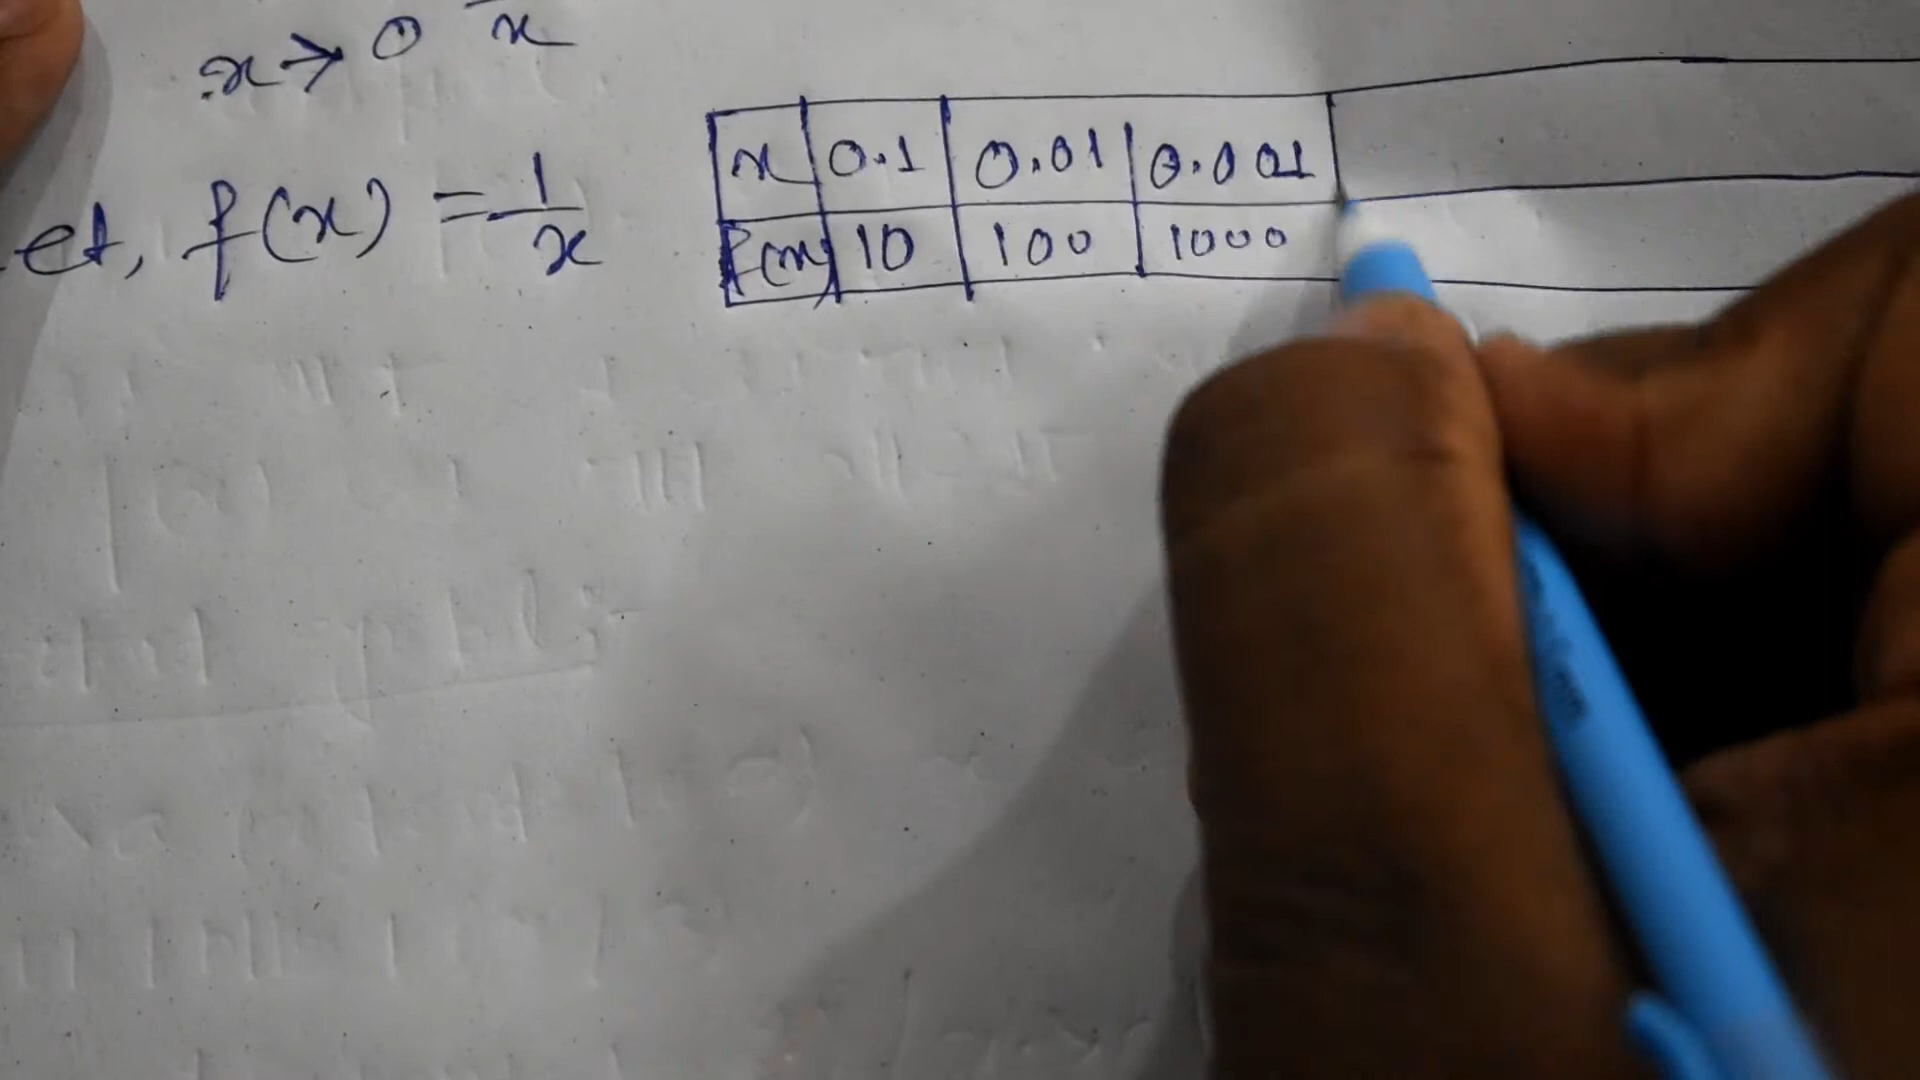 x
x → 0
et, f(x) = 1/x
x 0.1 0.01 0.001
f(x) 10 100 1000